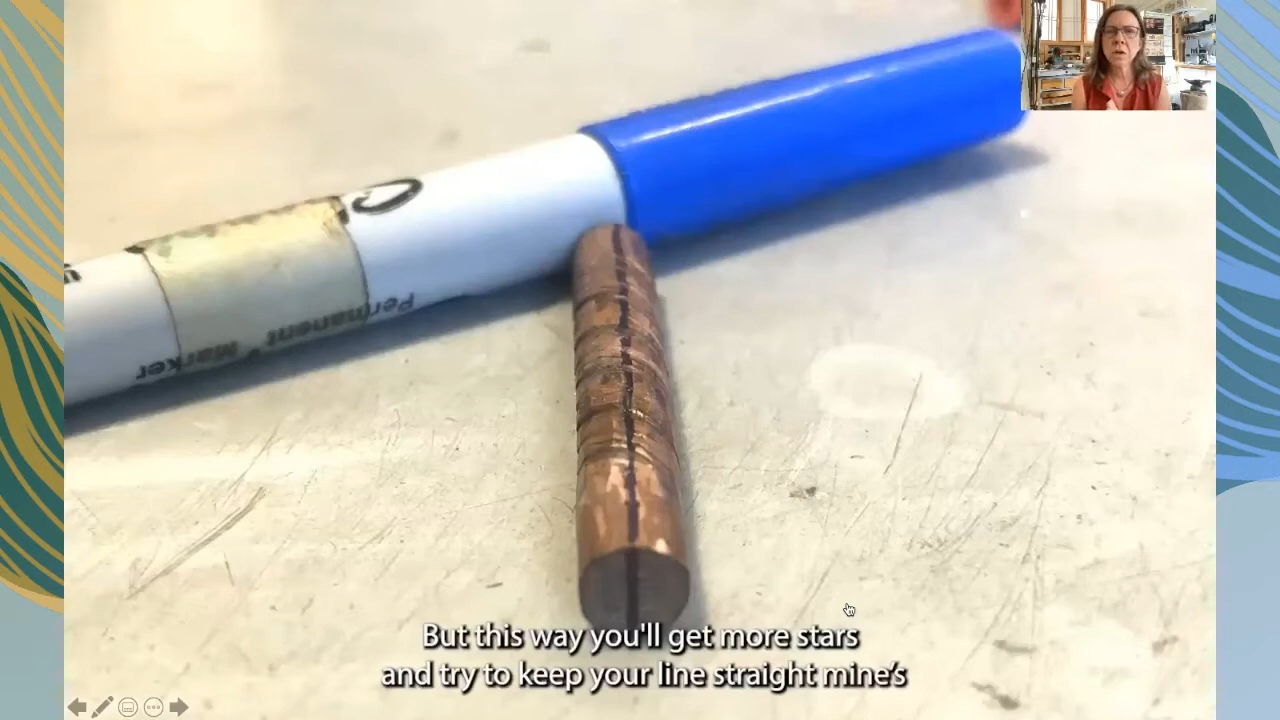 Permanent Marker
But this way you'll get more stars
and try to keep your line straight mine's